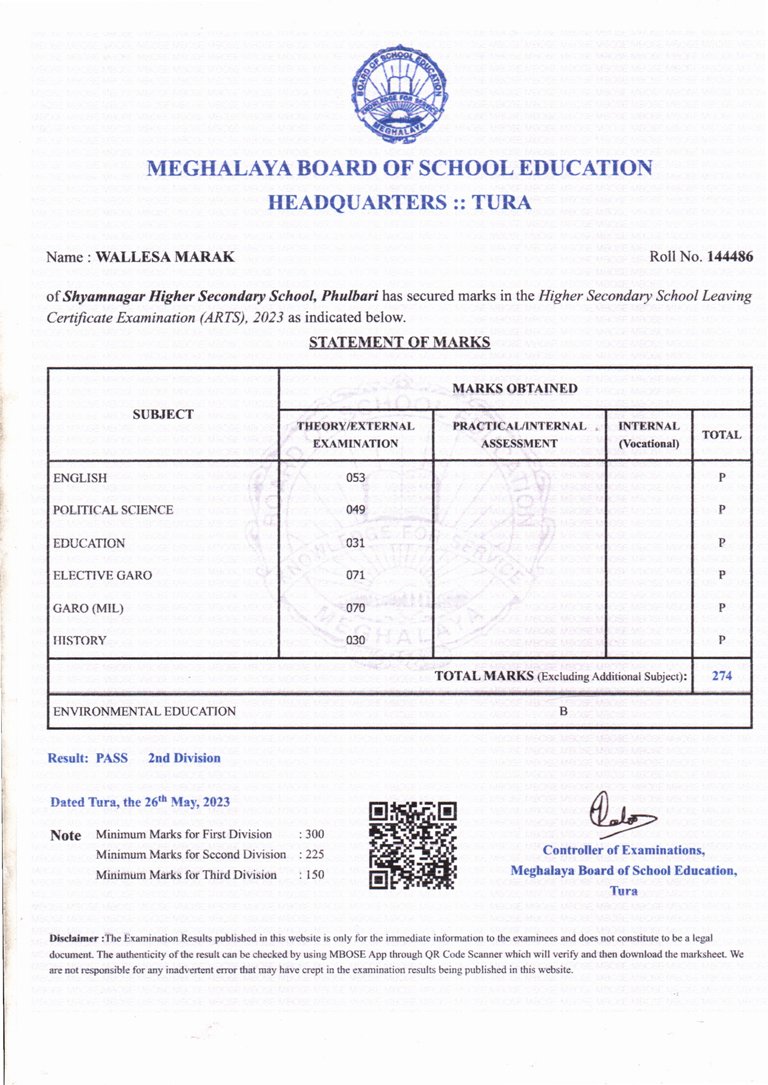 BOARD OF SCHOOL EDUCATION
KNOWLEDGE FOR SERVICE
MEGHALAYA
MEGHALAYA BOARD OF SCHOOL EDUCATION
HEADQUARTERS :: TURA
Name : WALLESA MARAK Roll No. 144486
of Shyamnagar Higher Secondary School, Phulbari has secured marks in the Higher Secondary School Leaving
Certificate Examination (ARTS), 2023 as indicated below.
STATEMENT OF MARKS
SUBJECT
MARKS OBTAINED
THEORY/EXTERNAL EXAMINATION
PRACTICAL/INTERNAL ASSESSMENT
INTERNAL (Vocational)
TOTAL
ENGLISH 053 P
POLITICAL SCIENCE 049 P
EDUCATION 031 P
ELECTIVE GARO 071 P
GARO (MIL) 070 P
HISTORY 030 P
TOTAL MARKS (Excluding Additional Subject): 274
ENVIRONMENTAL EDUCATION B
Result: PASS 2nd Division
Dated Tura, the 26th May, 2023
Note Minimum Marks for First Division : 300
Minimum Marks for Second Division : 225
Minimum Marks for Third Division : 150
Controller of Examinations,
Meghalaya Board of School Education,
Tura
Disclaimer :The Examination Results published in this website is only for the immediate information to the examinees and does not constitute to be a legal
document. The authenticity of the result can be checked by using MBOSE App through QR Code Scanner which will verify and then download the marksheet. We
are not responsible for any inadvertent error that may have crept in the examination results being published in this website.